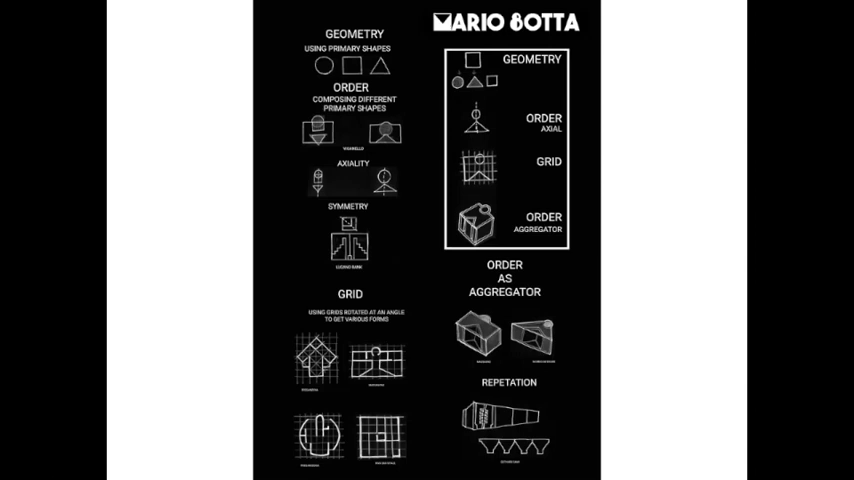 MARIO BOTTA
GEOMETRY
USING PRIMARY SHAPES
ORDER
COMPOSING DIFFERENT
PRIMARY SHAPES
AXIALITY
SYMMETRY
GRID
USING GRIDS ROTATED AT AN ANGLE
TO GET VARIOUS FORMS
GEOMETRY
ORDER
AXIAL
GRID
ORDER
AGGREGATOR
ORDER
AS
AGGREGATOR
REPETATION